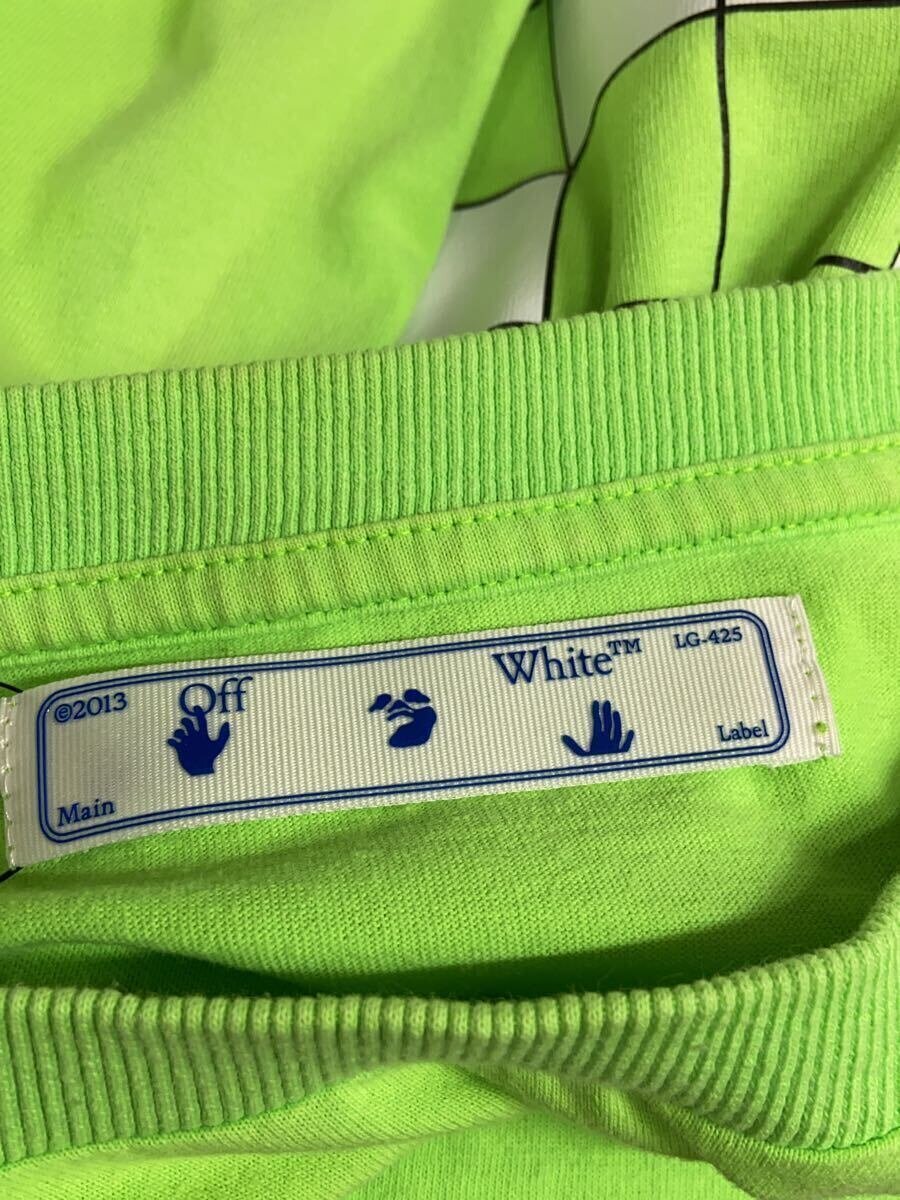 ©2013 Off White™ LG-425
Main Label